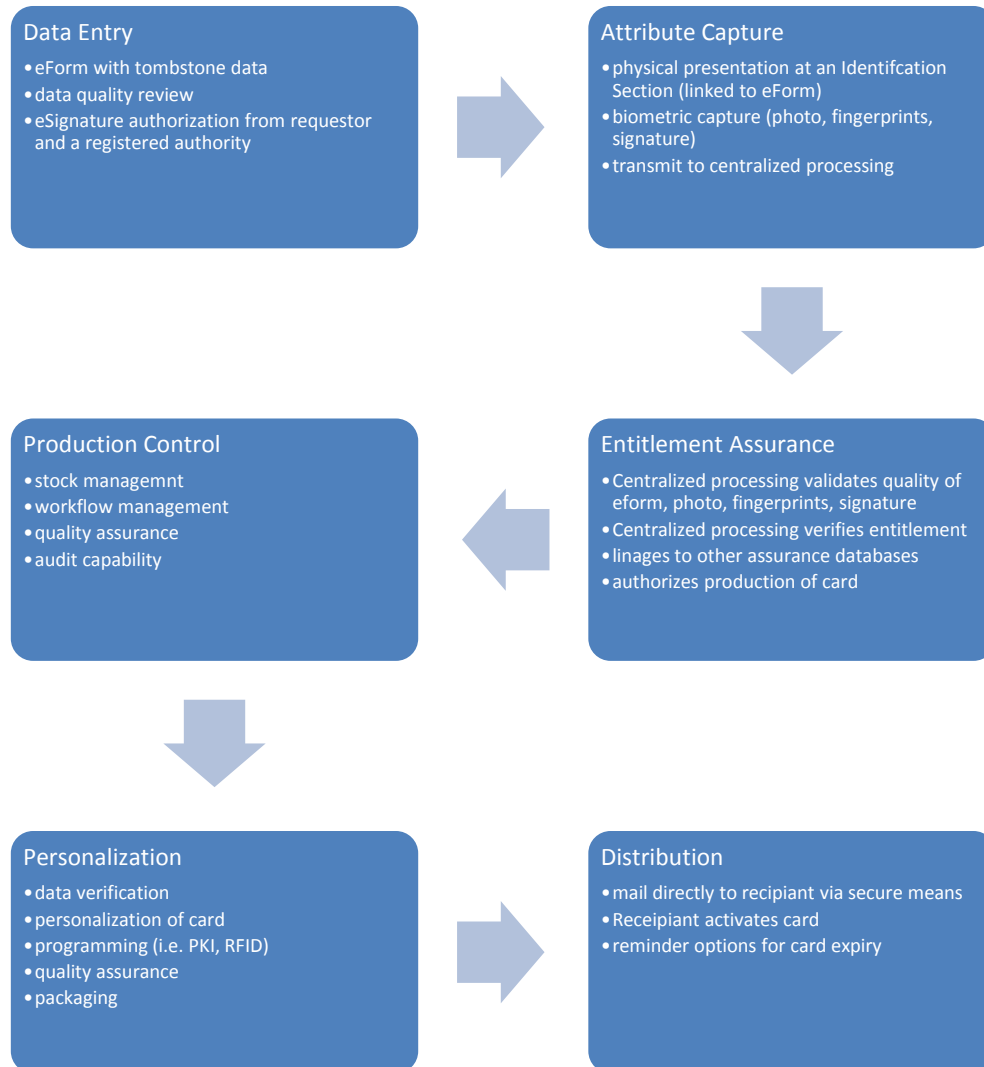 Data Entry
•eForm with tombstone data
•data quality review
•eSignature authorization from requestor
and a registered authority
Attribute Capture
•physical presentation at an Identifcation
Section (linked to eForm)
•biometric capture (photo, fingerprints,
signature)
•transmit to centralized processing
Entitlement Assurance
•Centralized processing validates quality of
eform, photo, fingerprints, signature
•Centralized processing verifies entitlement
•linages to other assurance databases
•authorizes production of card
Production Control
•stock managemnt
•workflow management
•quality assurance
•audit capability
Personalization
•data verification
•personalization of card
•programming (i.e. PKI, RFID)
•quality assurance
•packaging
Distribution
•mail directly to recipiant via secure means
•Receipiant activates card
•reminder options for card expiry